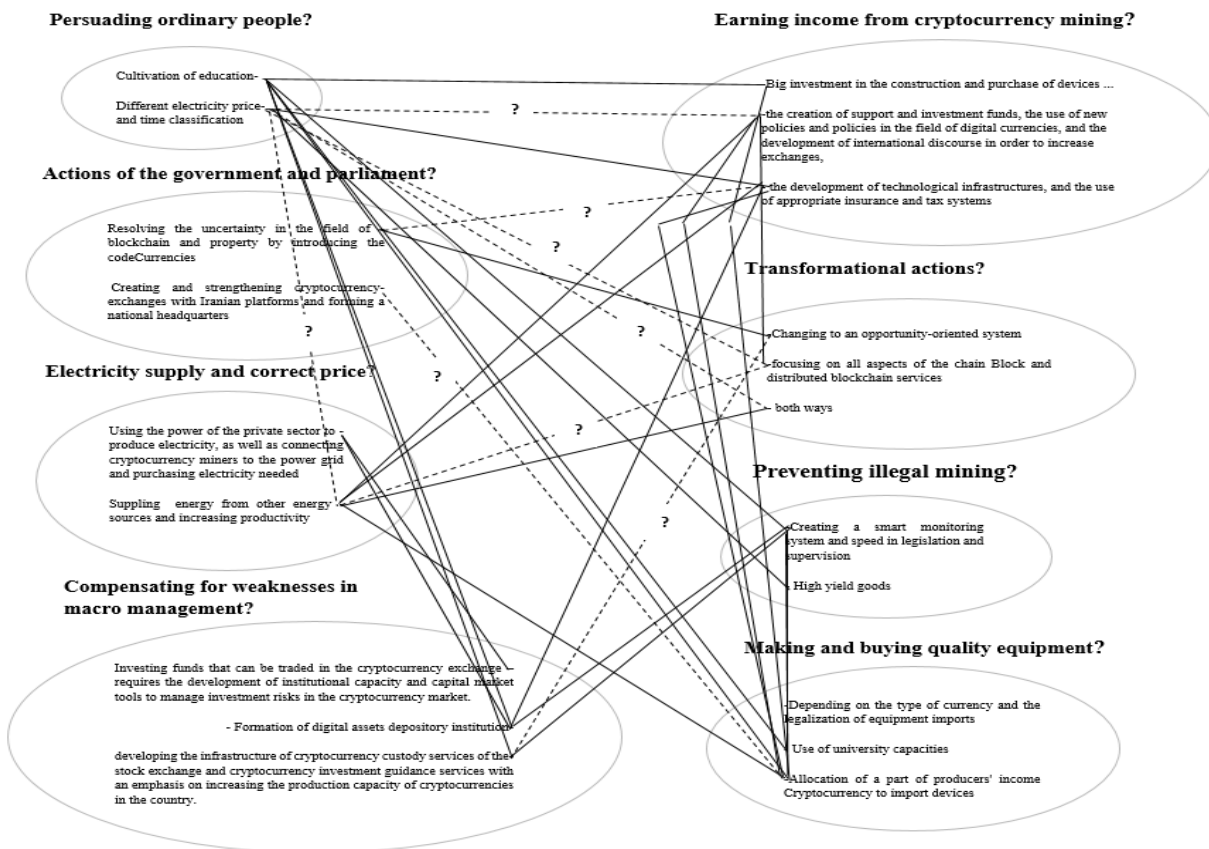 Persuading ordinary people?
Cultivation of education-
Different electricity price-
and time classification
?
Actions of the government and parliament?
Resolving the uncertainty in the field of
blockchain and property by introducing the
codeCurrencies
Creating and strengthening cryptocurrency-
exchanges with Iranian platforms and forming a
national headquarters
?
?
?
?
Electricity supply and correct price?
?
Using the power of the private sector to -
produce electricity, as well as connecting
cryptocurrency miners to the power grid
and purchasing electricity needed
Suppling energy from other energy -
sources and increasing productivity
?
?
Compensating for weaknesses in
macro management?
Investing funds that can be traded in the cryptocurrency exchange -
requires the development of institutional capacity and capital market
tools to manage investment risks in the cryptocurrency market.
- Formation of digital assets depository institution
developing the infrastructure of cryptocurrency custody services of the
stock exchange and cryptocurrency investment guidance services with
an emphasis on increasing the production capacity of cryptocurrencies
in the country.
Earning income from cryptocurrency mining?
-Big investment in the construction and purchase of devices ...
-the creation of support and investment funds, the use of new
policies and policies in the field of digital currencies, and the
development of international discourse in order to increase
exchanges,
-the development of technological infrastructures, and the use
of appropriate insurance and tax systems
Transformational actions?
-Changing to an opportunity-oriented system
-focusing on all aspects of the chain Block and
distributed blockchain services
- both ways
Preventing illegal mining?
-Creating a smart monitoring
system and speed in legislation and
supervision
- High yield goods
Making and buying quality equipment?
-Depending on the type of currency and the
legalization of equipment imports
- Use of university capacities
-Allocation of a part of producers' income
Cryptocurrency to import devices